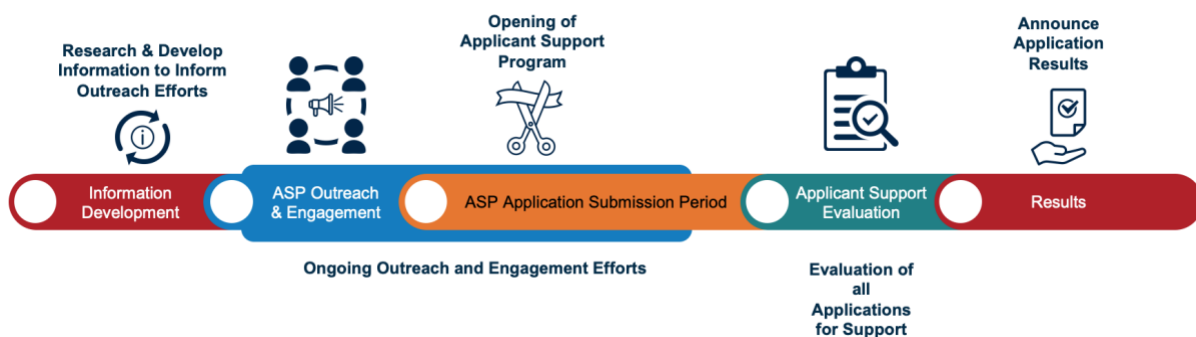 Research & Develop
Information to Inform
Outreach Efforts
Opening of
Applicant Support
Program
Announce
Application
Results
Information
Development
ASP Outreach
& Engagement
ASP Application Submission Period
Applicant Support
Evaluation
Results
Ongoing Outreach and Engagement Efforts
Evaluation of
all
Applications
for Support